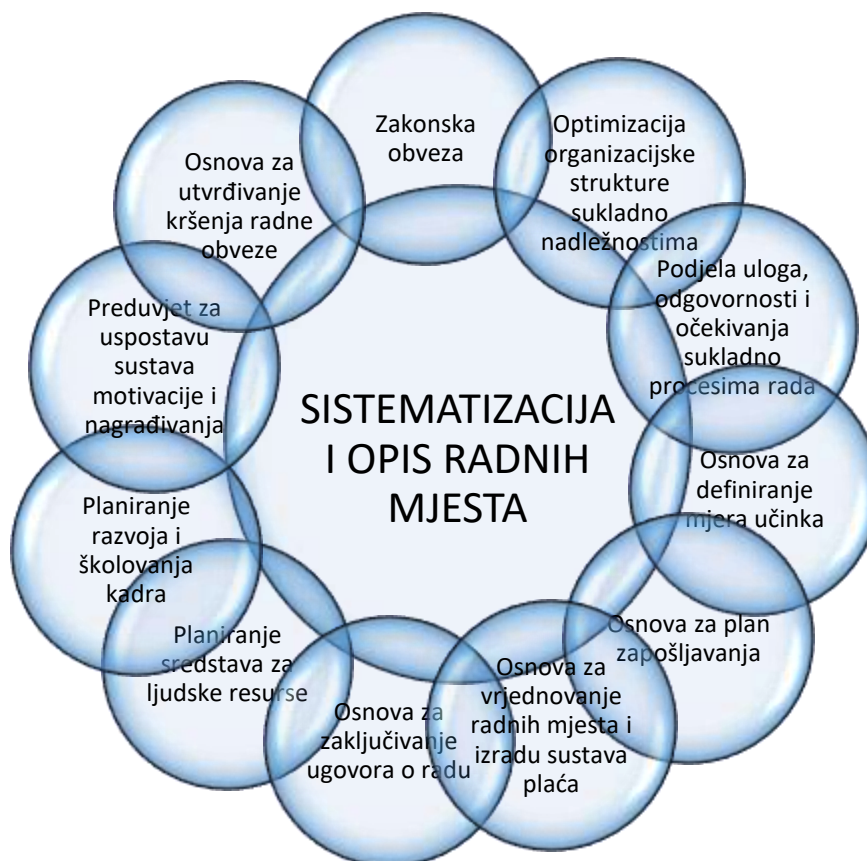 Zakonska
obveza
Optimizacija
organizacijske
strukture
sukladno
nadležnostima
Podjela uloga,
odgovornosti i
očekivanja
sukladno
procesima rada
Osnova za
definiranje
mjera učinka
Osnova za plan
zapošljavanja
Osnova za
vrjednovanje
radnih mjesta i
izradu sustava
plaća
Osnova za
zaključivanje
ugovora o radu
Planiranje
sredstava za
ljudske resurse
Planiranje
razvoja i
školovanja
kadra
Preduvjet za
uspostavu
sustava
motivacije i
nagrađivanja
Osnova za
utvrđivanje
kršenja radne
obveze
SISTEMATIZACIJA
I OPIS RADNIH
MJESTA